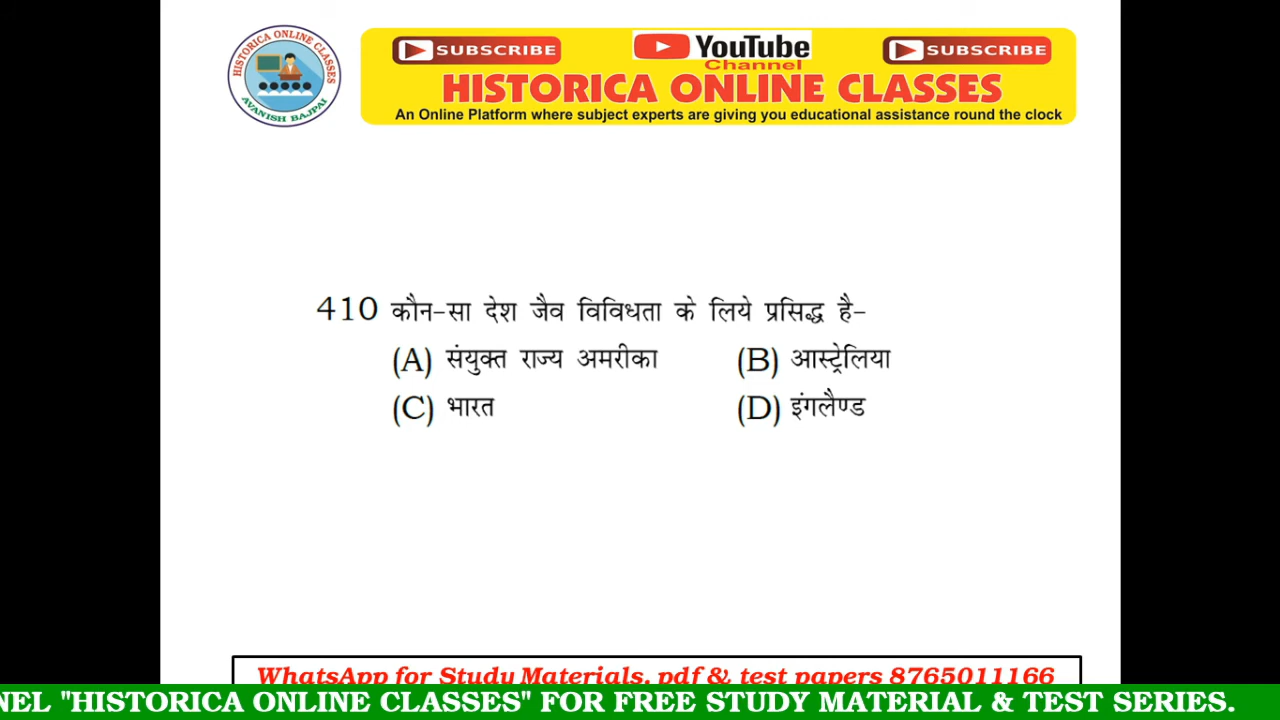 HISTORICA ONLINE CLASSES
AVANISH BAJPAI
SUBSCRIBE
YouTube
Channel
SUBSCRIBE
HISTORICA ONLINE CLASSES
An Online Platform where subject experts are giving you educational assistance round the clock
410 कौन-सा देश जैव विविधता के लिये प्रसिद्ध है-
(A) संयुक्त राज्य अमरीका (B) आस्ट्रेलिया
(C) भारत (D) इंगलैण्ड
WhatsApp for Study Materials, pdf & test papers 8765011166
NEL "HISTORICA ONLINE CLASSES" FOR FREE STUDY MATERIAL & TEST SERIES.